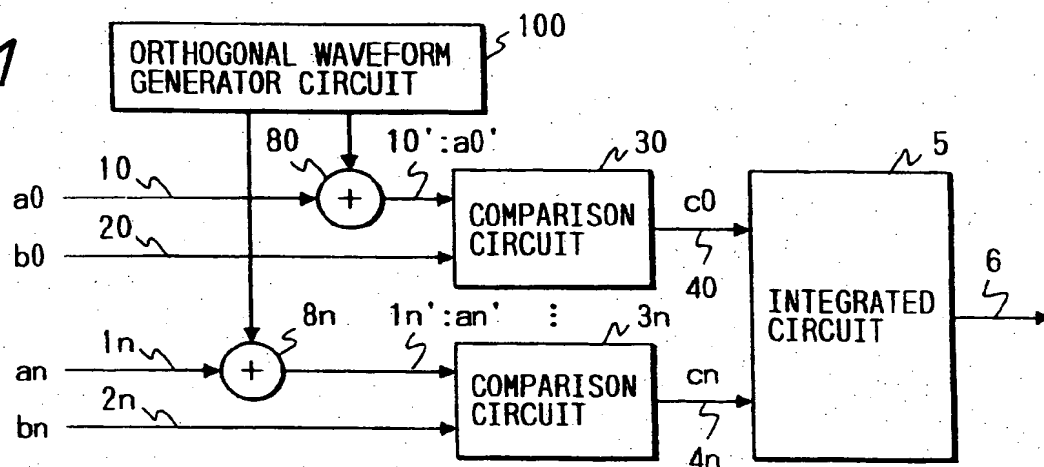 1
100
ORTHOGONAL WAVEFORM
GENERATOR CIRCUIT
80
10':a0'
30
5
a0
10
+
COMPARISON
CIRCUIT
c0
b0
20
40
6
INTEGRATED
CIRCUIT
8n
1n':an'
⋮
3n
an
1n
+
COMPARISON
CIRCUIT
cn
bn
2n
4n